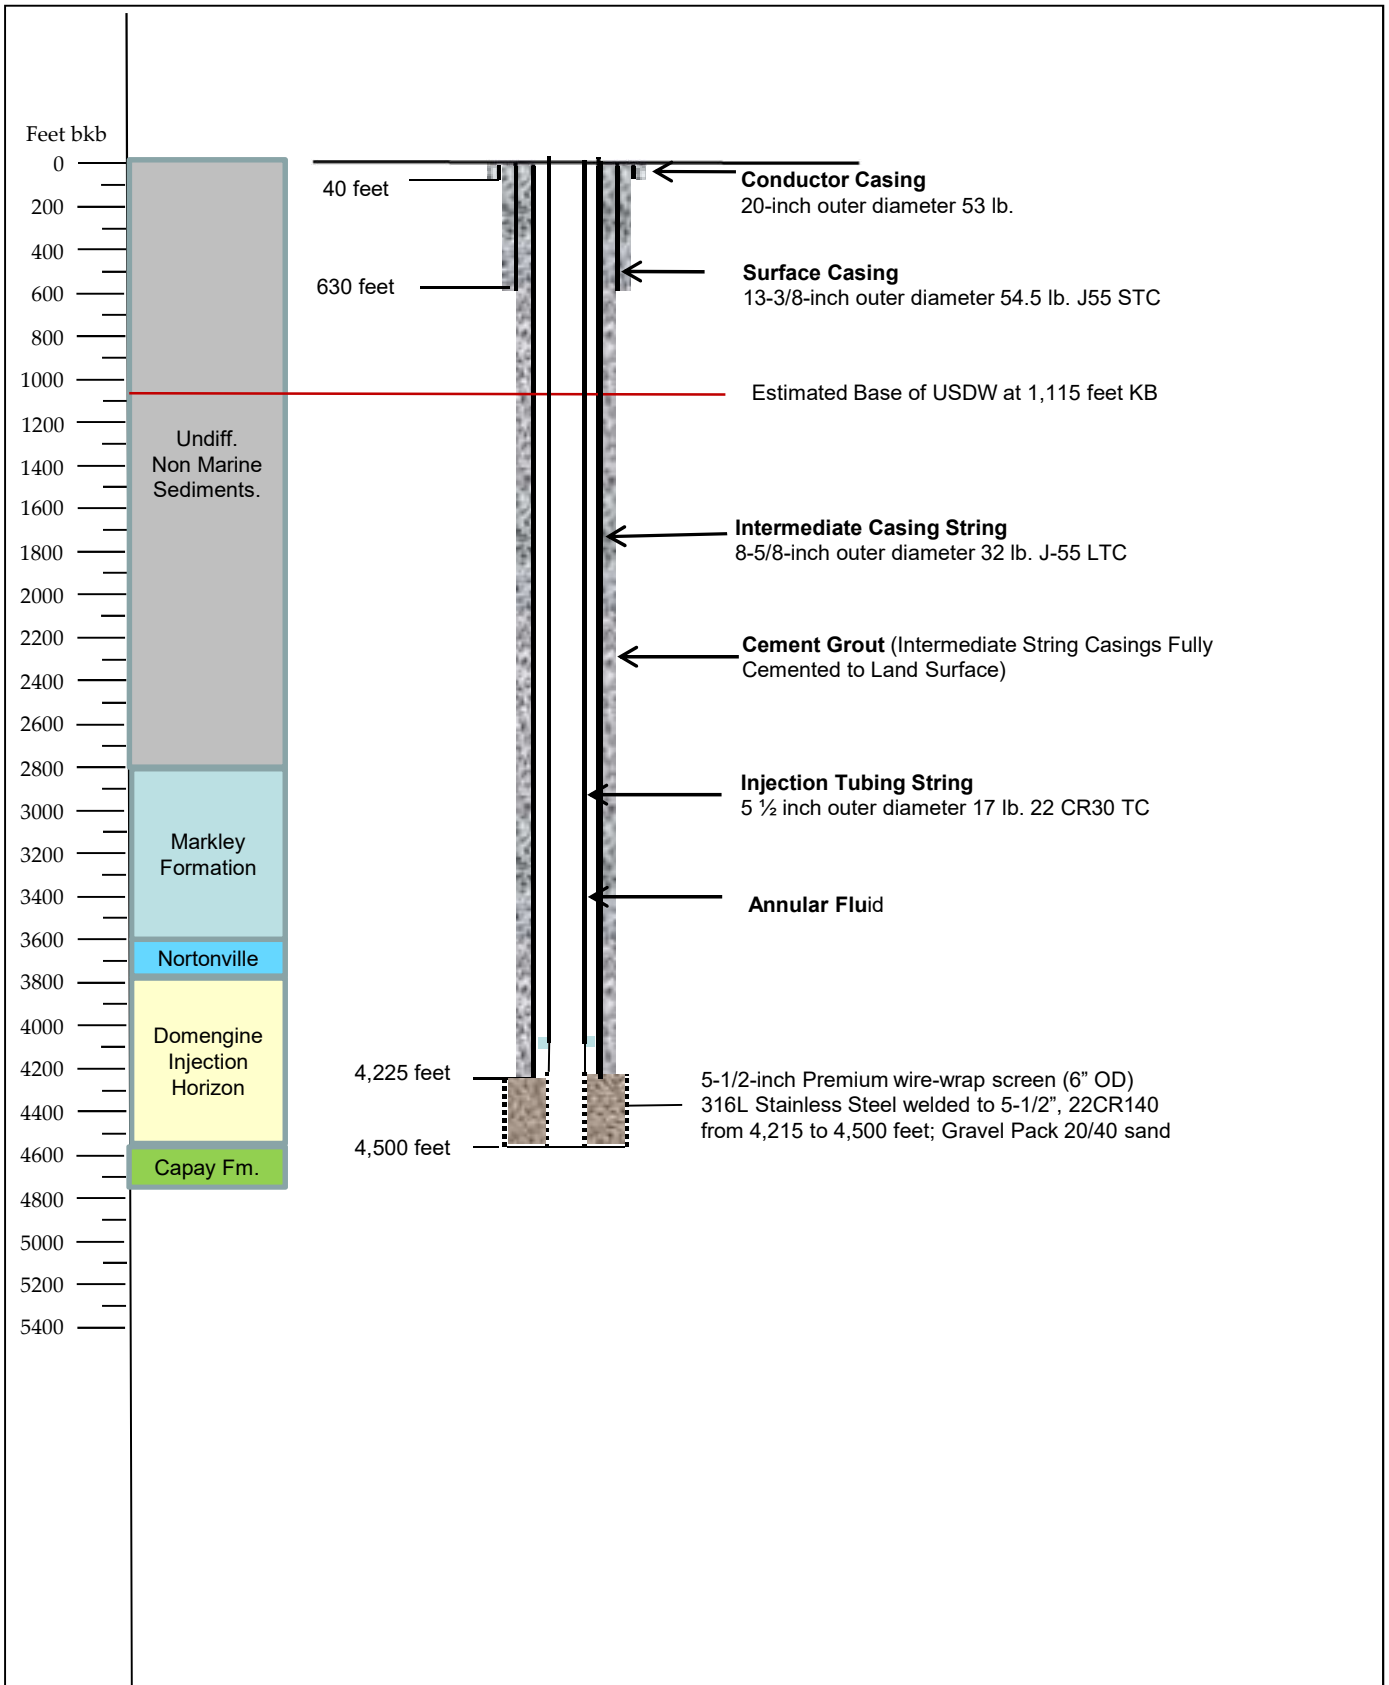 Feet bkb
0
200
400
600
800
1000
1200
1400
1600
1800
2000
2200
2400
2600
2800
3000
3200
3400
3600
3800
4000
4200
4400
4600
4800
5000
5200
5400
Undiff.
Non Marine
Sediments.
Markley
Formation
Nortonville
Domengine
Injection
Horizon
Capay Fm.
40 feet
630 feet
4,225 feet
4,500 feet
Conductor Casing
20-inch outer diameter 53 lb.
Surface Casing
13-3/8-inch outer diameter 54.5 lb. J55 STC
Estimated Base of USDW at 1,115 feet KB
Intermediate Casing String
8-5/8-inch outer diameter 32 lb. J-55 LTC
Cement Grout (Intermediate String Casings Fully
Cemented to Land Surface)
Injection Tubing String
5 ½ inch outer diameter 17 lb. 22 CR30 TC
Annular Fluid
5-1/2-inch Premium wire-wrap screen (6” OD)
316L Stainless Steel welded to 5-1/2”, 22CR140
from 4,215 to 4,500 feet; Gravel Pack 20/40 sand